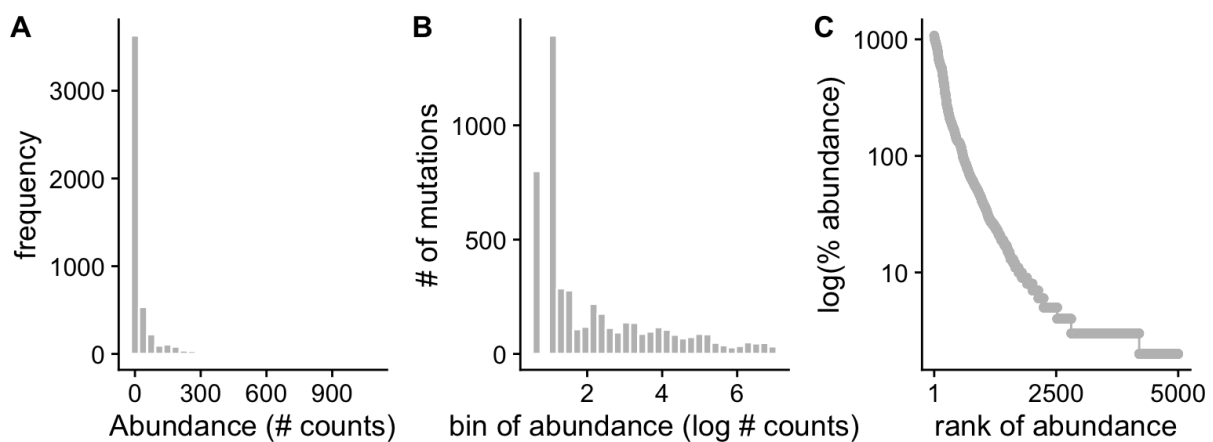 A
frequency
3000
2000
1000
0
0 300 600 900
Abundance (# counts)
B
# of mutations
1000
500
0
2 4 6
bin of abundance (log # counts)
C
log(% abundance)
1000
100
10
1 2500 5000
rank of abundance